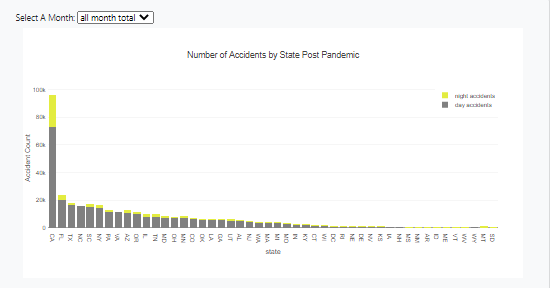 Select A Month: all month total
Number of Accidents by State Post Pandemic
night accidents
day accidents
100k
80k
60k
40k
20k
0
Accident Count
CA FL TX NC SC NY PA VA AZ OR IL TN MD OH MN CO OK LA GA UT AL NJ WA MA MI MO IN KY CT WI DC RI NE DE NV KS IA NH MS NM AR ID ME VT WV WY MT SD
state